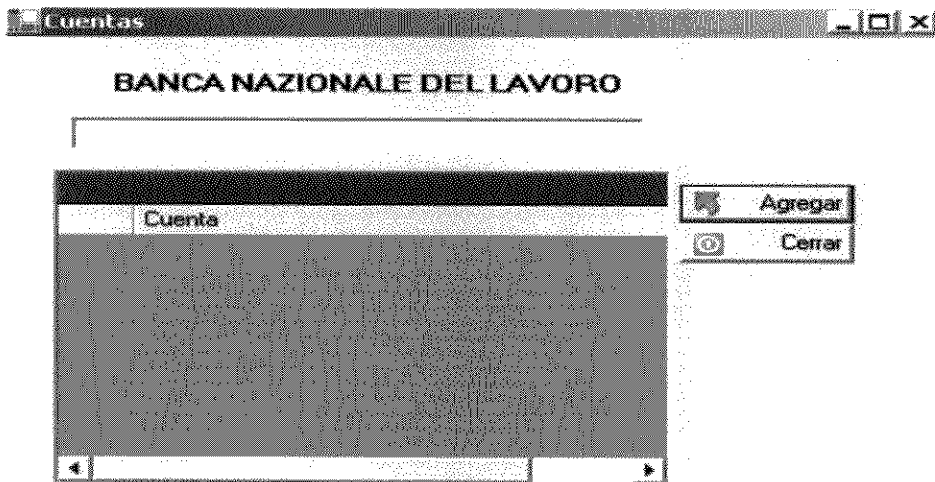 Cuentas
BANCA NAZIONALE DEL LAVORO
Cuenta
Agregar
Cerrar